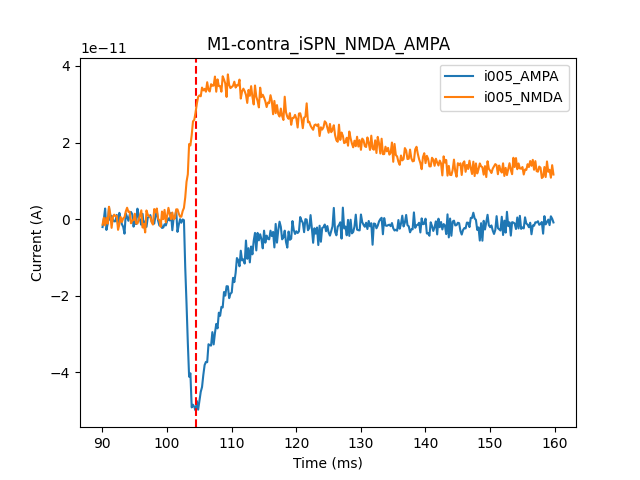 M1-contra_iSPN_NMDA_AMPA
1e−11
i005_AMPA
i005_NMDA
4
2
0
−2
−4
Current (A)
90 100 110 120 130 140 150 160
Time (ms)